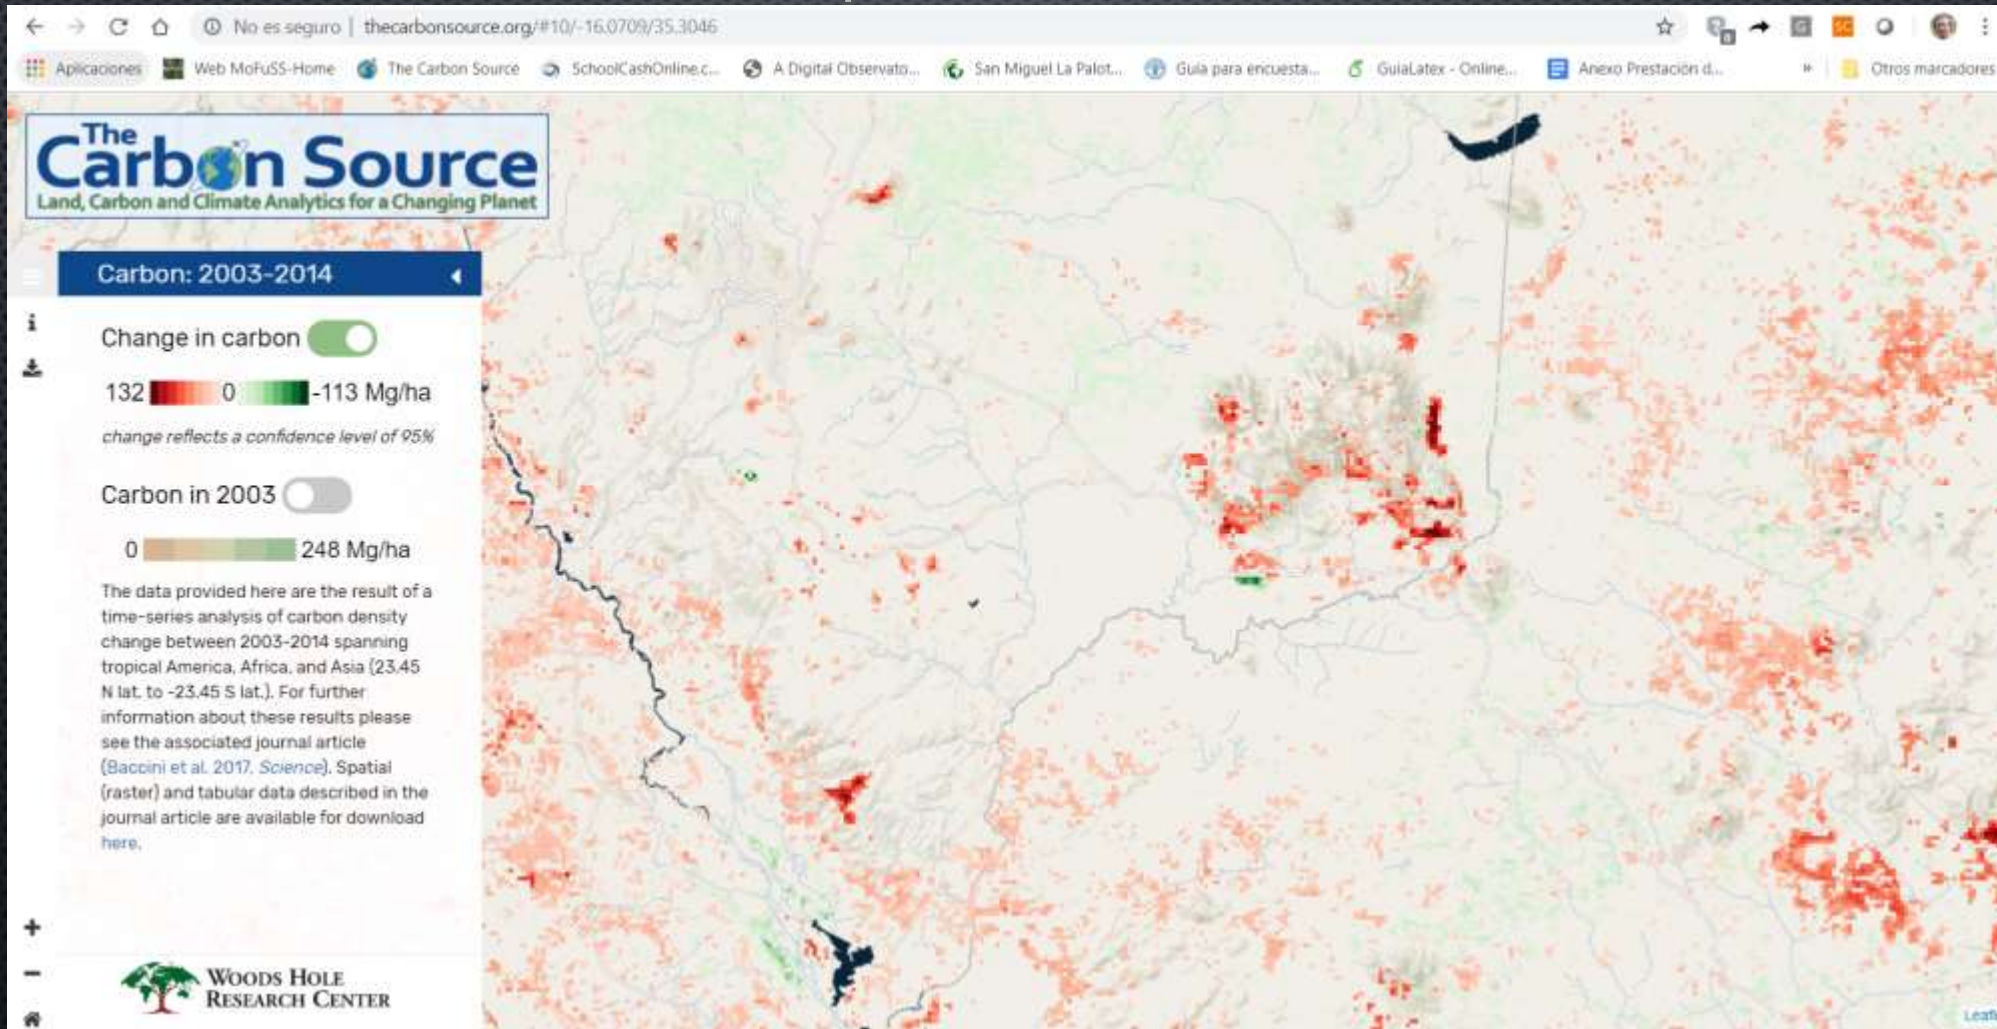 No es seguro | thecarbonsource.org/#10/-16.0709/35.3046
Aplicaciones Web MoFuSS-Home The Carbon Source SchoolCashOnline.c... A Digital Observato... San Miguel La Palot... Guía para encuesta... GuiaLatex - Online... Anexo Prestación d... » Otros marcadores
The
Carbon Source
Land, Carbon and Climate Analytics for a Changing Planet
Carbon: 2003-2014
Change in carbon
132 0 -113 Mg/ha
change reflects a confidence level of 95%
Carbon in 2003
0 248 Mg/ha
The data provided here are the result of a
time-series analysis of carbon density
change between 2003-2014 spanning
tropical America, Africa, and Asia (23.45
N lat. to -23.45 S lat.). For further
information about these results please
see the associated journal article
(Baccini et al. 2017, Science). Spatial
(raster) and tabular data described in the
journal article are available for download
here.
WOODS HOLE
RESEARCH CENTER